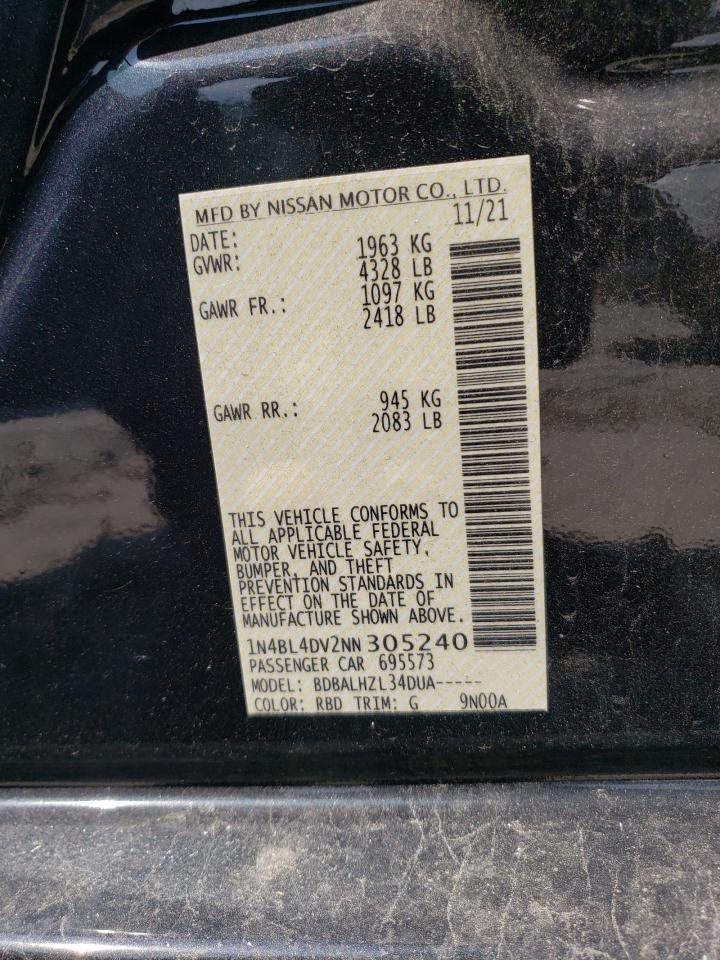 MFD BY NISSAN MOTOR CO., LTD.
DATE: 11/21
GVWR: 1963 KG
4328 LB
GAWR FR.: 1097 KG
2418 LB
GAWR RR.: 945 KG
2083 LB
THIS VEHICLE CONFORMS TO
ALL APPLICABLE FEDERAL
MOTOR VEHICLE SAFETY,
BUMPER, AND THEFT
PREVENTION STANDARDS IN
EFFECT ON THE DATE OF
MANUFACTURE SHOWN ABOVE.
1N4BL4DV2NN305240
PASSENGER CAR 695573
MODEL: BDBALHZL34DUA-----
COLOR: RBD TRIM: G 9N00A